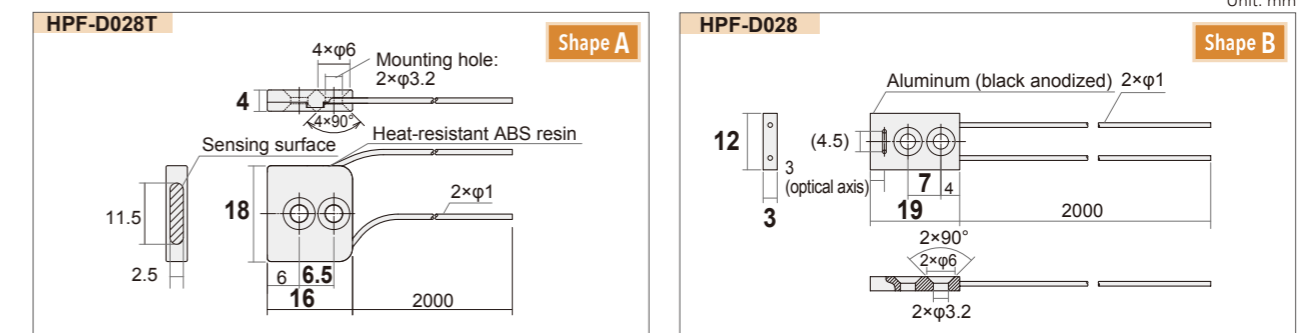 Unit: mm
HPF-D028T
Shape A
4×φ6
Mounting hole:
2×φ3.2
4
4×90°
Heat-resistant ABS resin
Sensing surface
2×φ1
11.5
18
2.5
6
6.5
16
2000
HPF-D028
Shape B
Aluminum (black anodized)
2×φ1
12
(4.5)
3
(optical axis)
7
4
3
19
2000
2×90°
2×φ6
2×φ3.2